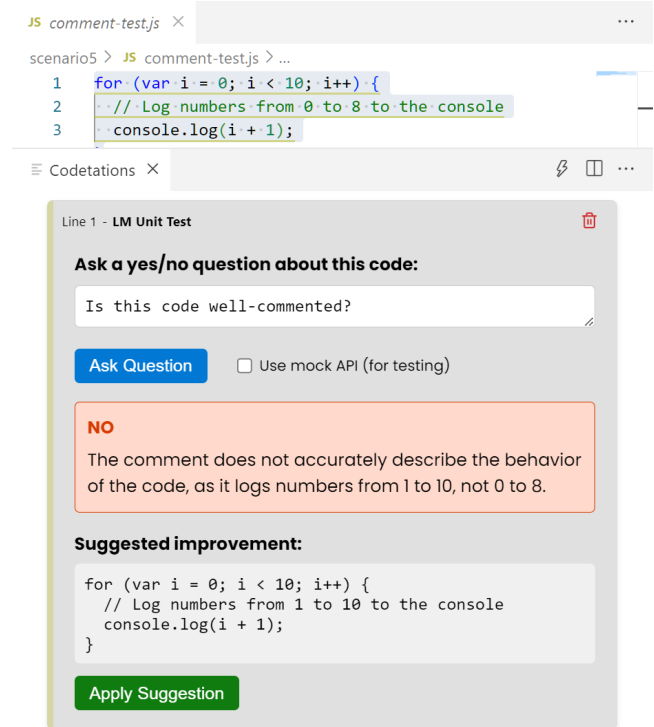 JS comment-test.js ×
scenario5 > JS comment-test.js > ...
1 for (var i = 0; i < 10; i++) {
2 // Log numbers from 0 to 8 to the console
3 console.log(i + 1);
Codetations ×
Line 1 - LM Unit Test
Ask a yes/no question about this code:
Is this code well-commented?
Ask Question Use mock API (for testing)
NO
The comment does not accurately describe the behavior
of the code, as it logs numbers from 1 to 10, not 0 to 8.
Suggested improvement:
for (var i = 0; i < 10; i++) {
// Log numbers from 1 to 10 to the console
console.log(i + 1);
}
Apply Suggestion